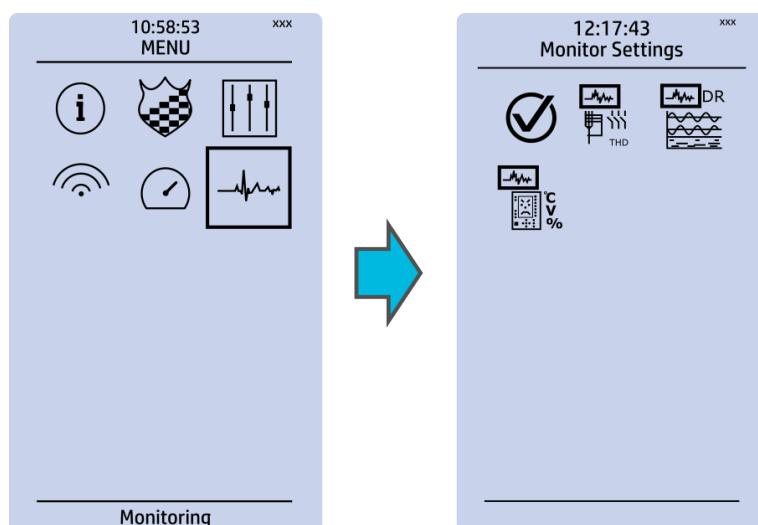 10:58:53
xxx
MENU
i
Monitoring
12:17:43
xxx
Monitor Settings
THD
DR
°C
V
%